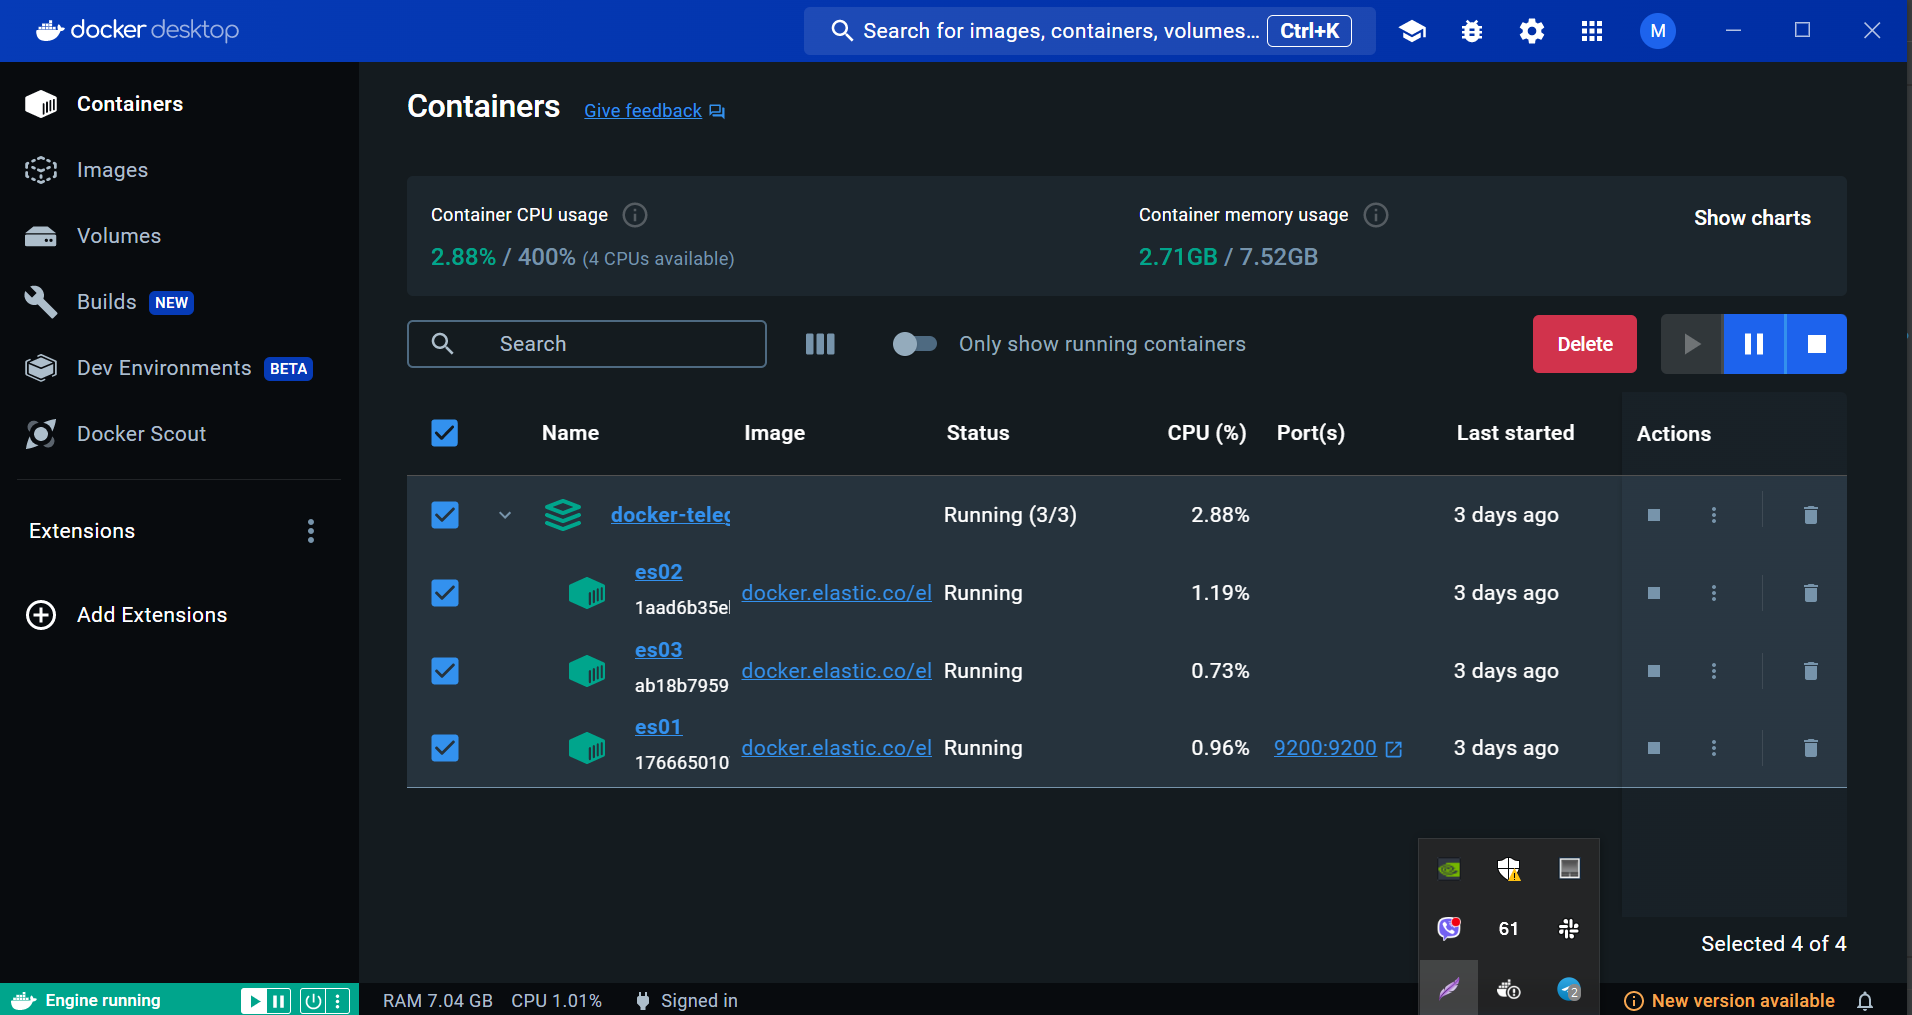 docker desktop
Search for images, containers, volumes... Ctrl+K
M
Containers
Images
Volumes
Builds NEW
Dev Environments BETA
Docker Scout
Extensions
Add Extensions
Containers Give feedback
Container CPU usage
2.88% / 400% (4 CPUs available)
Container memory usage
2.71GB / 7.52GB
Show charts
Search
Only show running containers
Delete
Name Image Status CPU (%) Port(s) Last started Actions
docker-teleg Running (3/3) 2.88% 3 days ago
es02
1aad6b35el docker.elastic.co/el Running 1.19% 3 days ago
es03
ab18b7959 docker.elastic.co/el Running 0.73% 3 days ago
es01
176665010 docker.elastic.co/el Running 0.96% 9200:9200 3 days ago
61
2
Selected 4 of 4
Engine running
RAM 7.04 GB CPU 1.01% Signed in
New version available